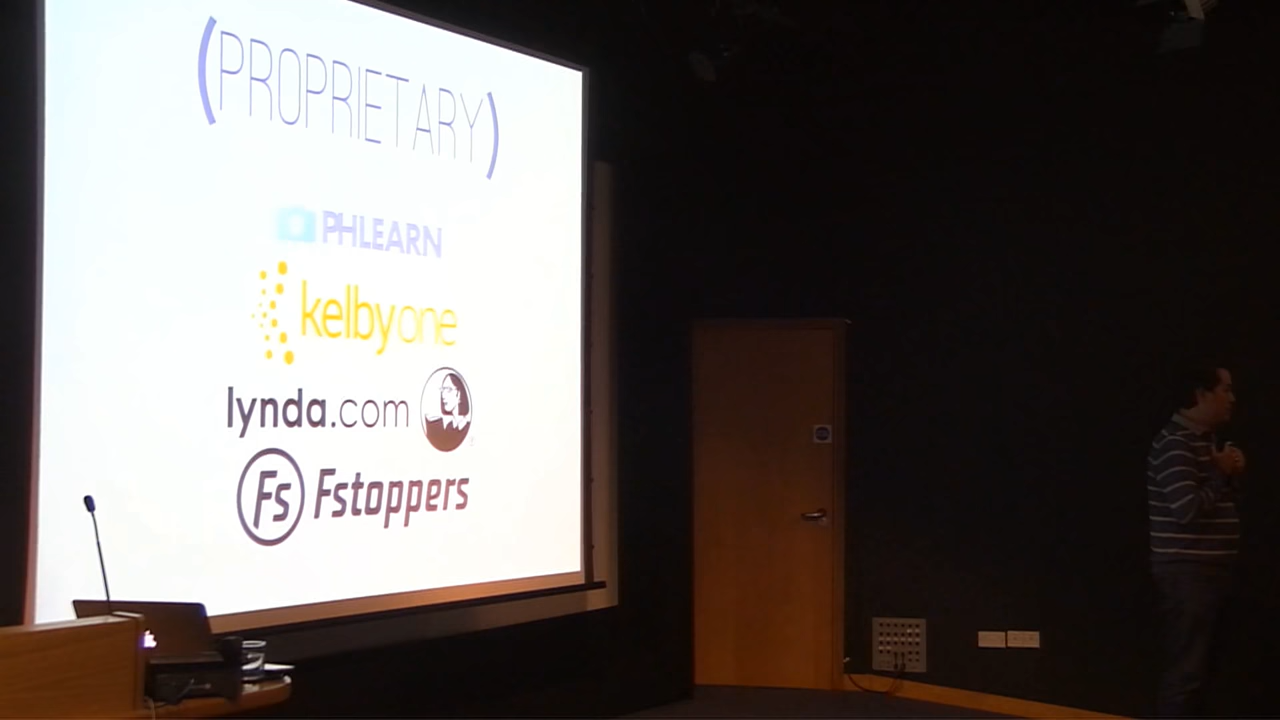 (PROPRIETARY)
PHLEARN
kelbyone
lynda.com
Fs Fstoppers